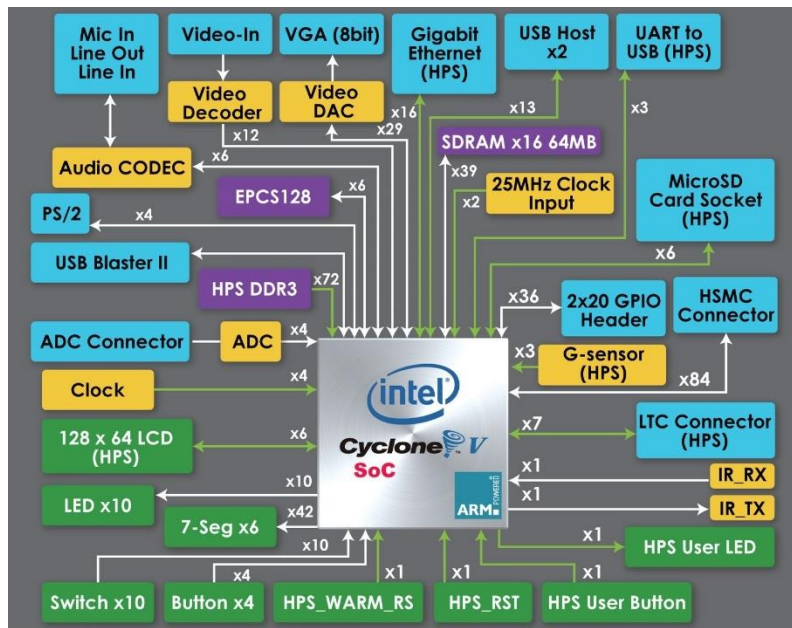 Mic In
Line Out
Line In
Video-In
VGA (8bit)
Gigabit
Ethernet
(HPS)
USB Host
x2
UART to
USB (HPS)
Video
Decoder
Video
DAC
x16
x13
x3
x12
x29
SDRAM x16 64MB
Audio CODEC
x6
x39
EPCS128
x6
x2
25MHz Clock
Input
MicroSD
Card Socket
(HPS)
PS/2
x4
USB Blaster II
x6
HPS DDR3
x72
x36
2x20 GPIO
Header
HSMC
Connector
ADC Connector
ADC
x4
x3
G-sensor
(HPS)
x84
Clock
x4
intel
Cyclone V
SoC
ARM
POWERED
128 x 64 LCD
(HPS)
x6
x7
LTC Connector
(HPS)
LED x10
x10
x1
IR_RX
x1
IR_TX
7-Seg x6
x42
x10
x1
HPS User LED
x4
x1
x1
x1
Switch x10
Button x4
HPS_WARM_RS
HPS_RST
HPS User Button